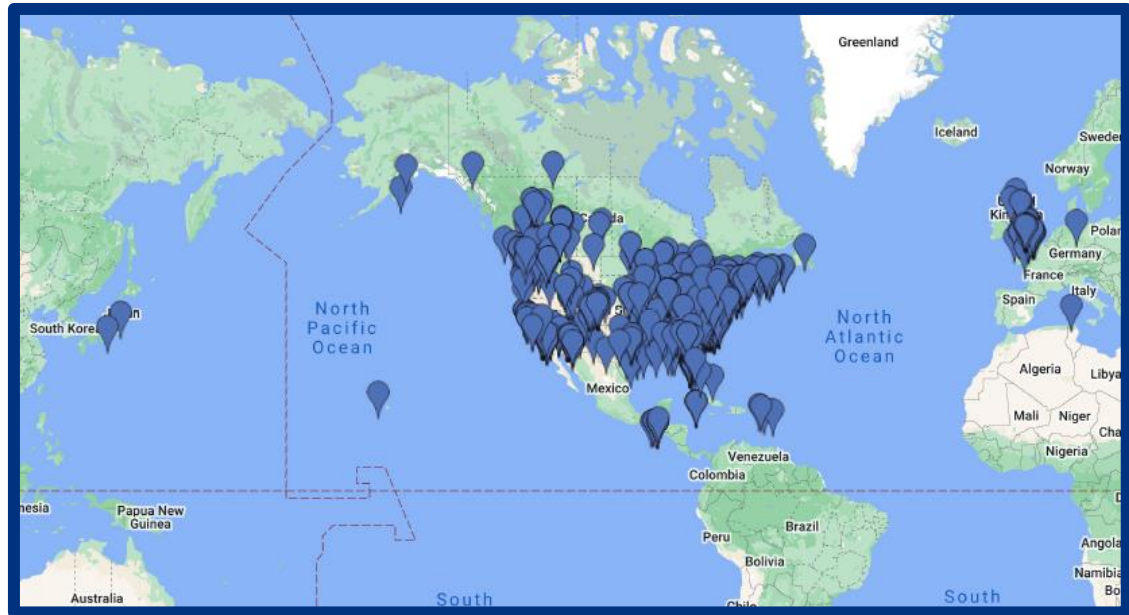 Greenland
Iceland
Sweden
Norway
Poland
Germany
France
Italy
Spain
South Korea
North
Pacific
Ocean
North
Atlantic
Ocean
Mexico
Algeria
Libya
Mali
Niger
Nigeria
Venezuela
Colombia
Papua New
Guinea
Brazil
Peru
Bolivia
Angola
Namibia
Australia
South
South